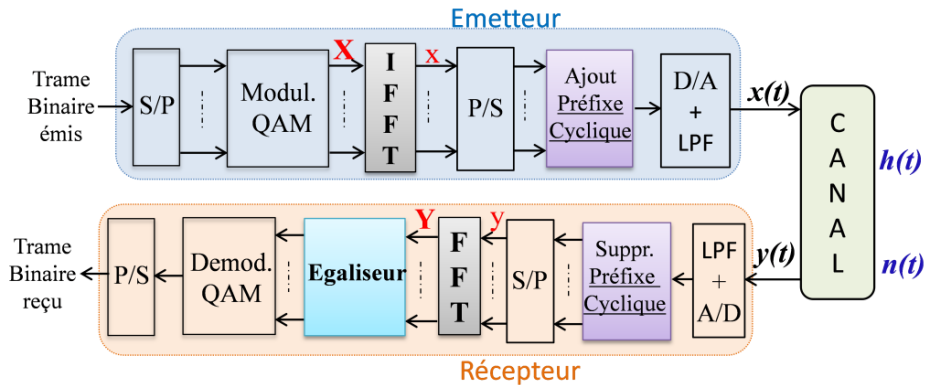 Emetteur
Trame
Binaire
émis
S/P
Modul.
QAM
X
I
F
F
T
x
P/S
Ajout
Préfixe
Cyclique
D/A
+
LPF
x(t)
C
A
N
A
L
h(t)
n(t)
Trame
Binaire
reçu
P/S
Demod.
QAM
Egaliseur
Y
F
F
T
y
S/P
Suppr.
Préfixe
Cyclique
LPF
+
A/D
y(t)
Récepteur